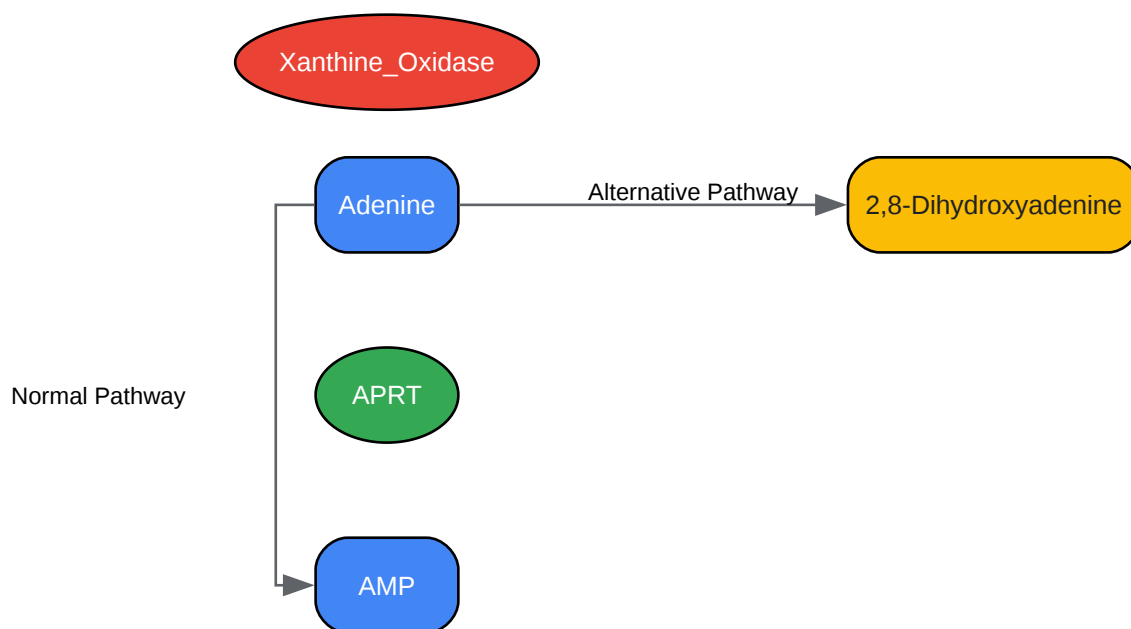 Xanthine_Oxidase
Adenine
Alternative Pathway
2,8-Dihydroxyadenine
Normal Pathway
APRT
AMP